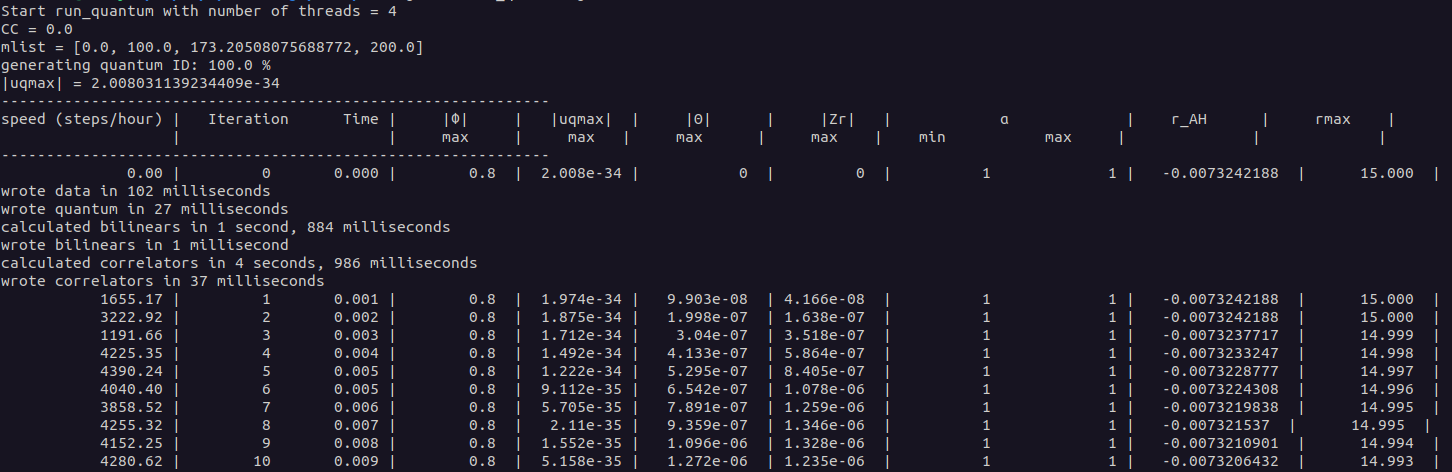 Start run_quantum with number of threads = 4
CC = 0.0
mlist = [0.0, 100.0, 173.20508075688772, 200.0]
generating quantum ID: 100.0 %
|uqmax| = 2.008031139234409e-34
-------------------------------------------------------------
speed (steps/hour) | Iteration Time | |Φ| | |uqmax| | |Θ| | |Zr| | α | r_AH | rmax |
| | max | max | max | max | min max | | |
-------------------------------------------------------------
0.00 | 0 0.000 | 0.8 | 2.008e-34 | 0 | 0 | 1 1 | -0.0073242188 | 15.000 |
wrote data in 102 milliseconds
wrote quantum in 27 milliseconds
calculated bilinears in 1 second, 884 milliseconds
wrote bilinears in 1 millisecond
calculated correlators in 4 seconds, 986 milliseconds
wrote correlators in 37 milliseconds
1655.17 | 1 0.001 | 0.8 | 1.974e-34 | 9.903e-08 | 4.166e-08 | 1 1 | -0.0073242188 | 15.000 |
3222.92 | 2 0.002 | 0.8 | 1.875e-34 | 1.998e-07 | 1.638e-07 | 1 1 | -0.0073242188 | 15.000 |
1191.66 | 3 0.003 | 0.8 | 1.712e-34 | 3.04e-07 | 3.518e-07 | 1 1 | -0.0073237717 | 14.999 |
4225.35 | 4 0.004 | 0.8 | 1.492e-34 | 4.133e-07 | 5.864e-07 | 1 1 | -0.0073233247 | 14.998 |
4390.24 | 5 0.005 | 0.8 | 1.222e-34 | 5.295e-07 | 8.405e-07 | 1 1 | -0.0073228777 | 14.997 |
4040.40 | 6 0.005 | 0.8 | 9.112e-35 | 6.542e-07 | 1.078e-06 | 1 1 | -0.0073224308 | 14.996 |
3858.52 | 7 0.006 | 0.8 | 5.705e-35 | 7.891e-07 | 1.259e-06 | 1 1 | -0.0073219838 | 14.995 |
4255.32 | 8 0.007 | 0.8 | 2.11e-35 | 9.359e-07 | 1.346e-06 | 1 1 | -0.007321537 | 14.995 |
4152.25 | 9 0.008 | 0.8 | 1.552e-35 | 1.096e-06 | 1.328e-06 | 1 1 | -0.0073210901 | 14.994 |
4280.62 | 10 0.009 | 0.8 | 5.158e-35 | 1.272e-06 | 1.235e-06 | 1 1 | -0.0073206432 | 14.993 |